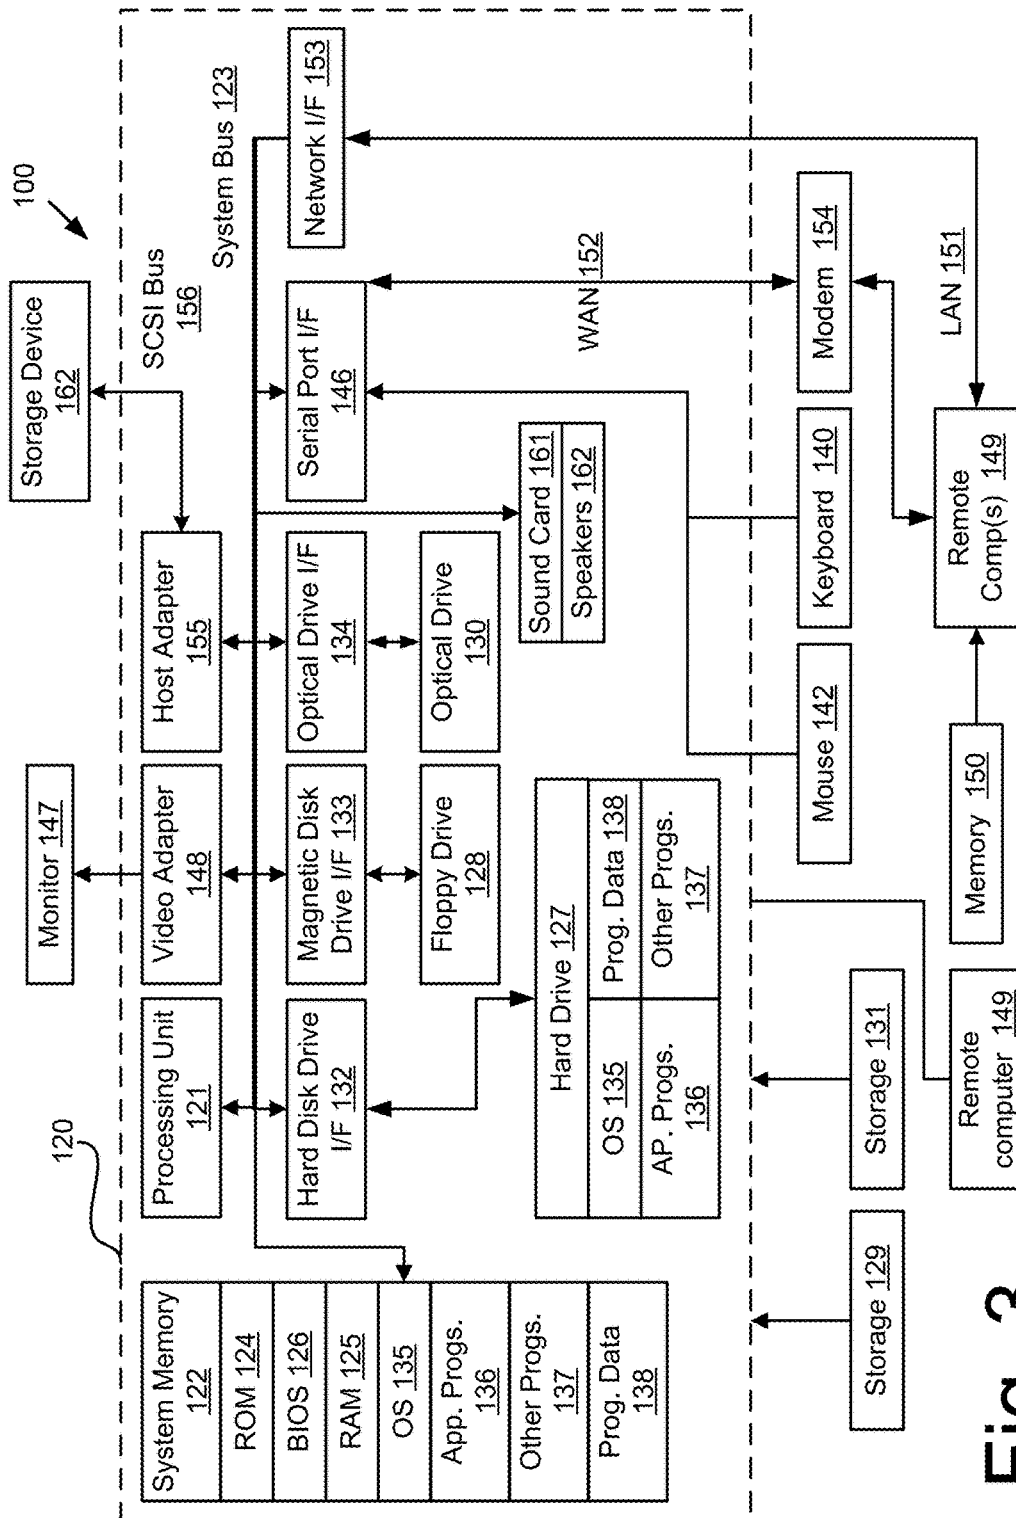 100
120
Storage Device
162
Monitor 147
SCSI Bus
156
System Bus 123
System Memory
122
ROM 124
BIOS 126
RAM 125
OS 135
App. Progs.
136
Other Progs.
137
Prog. Data
138
Processing Unit
121
Video Adapter
148
Host Adapter
155
Hard Disk Drive
I/F 132
Magnetic Disk
Drive I/F 133
Optical Drive I/F
134
Serial Port I/F
146
Network I/F 153
Floppy Drive
128
Optical Drive
130
Sound Card 161
Speakers 162
Hard Drive 127
OS 135
Prog. Data 138
AP. Progs.
136
Other Progs.
137
WAN 152
Storage 129
Storage 131
Mouse 142
Keyboard 140
Modem 154
LAN 151
Remote
computer 149
Memory 150
Remote
Comp(s) 149
Fig. 3